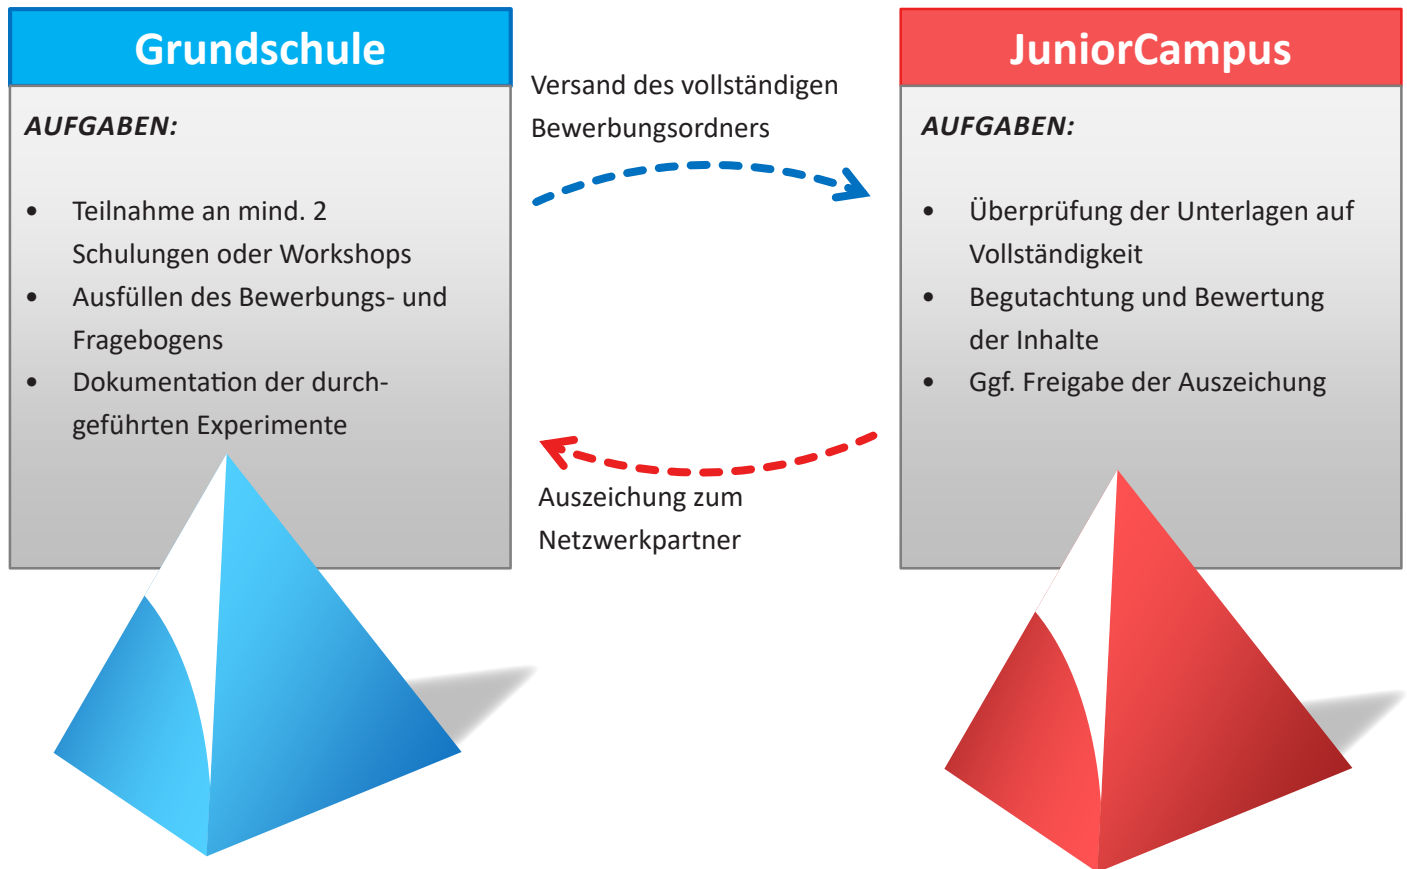 Grundschule
AUFGABEN:
• Teilnahme an mind. 2
Schulungen oder Workshops
• Ausfüllen des Bewerbungs- und
Fragebogens
• Dokumentation der durch-
geführten Experimente
Versand des vollständigen
Bewerbungsordners
Auszeichung zum
Netzwerkpartner
JuniorCampus
AUFGABEN:
• Überprüfung der Unterlagen auf
Vollständigkeit
• Begutachtung und Bewertung
der Inhalte
• Ggf. Freigabe der Auszeichung